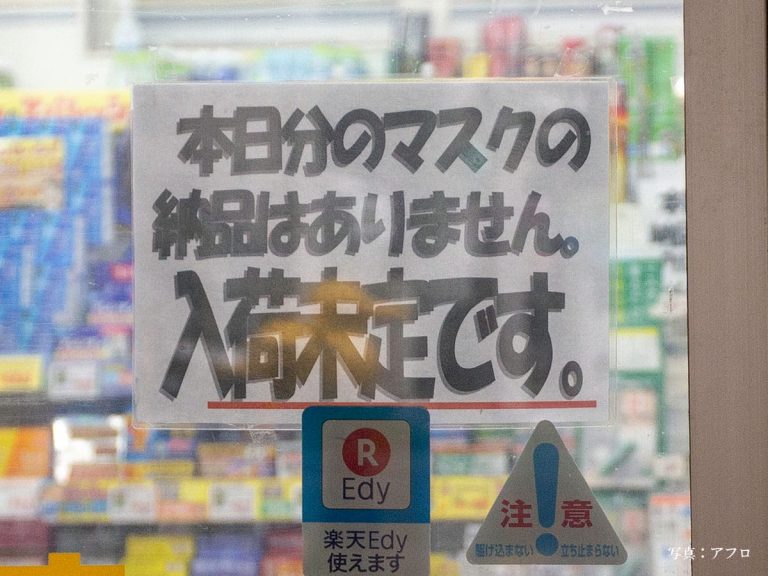 本日分のマスクの
納品はありません。
入荷未定です。
R
Edy
楽天Edy
使えます
注意
駆け込まない 立ち止まらない
写真：アフロ